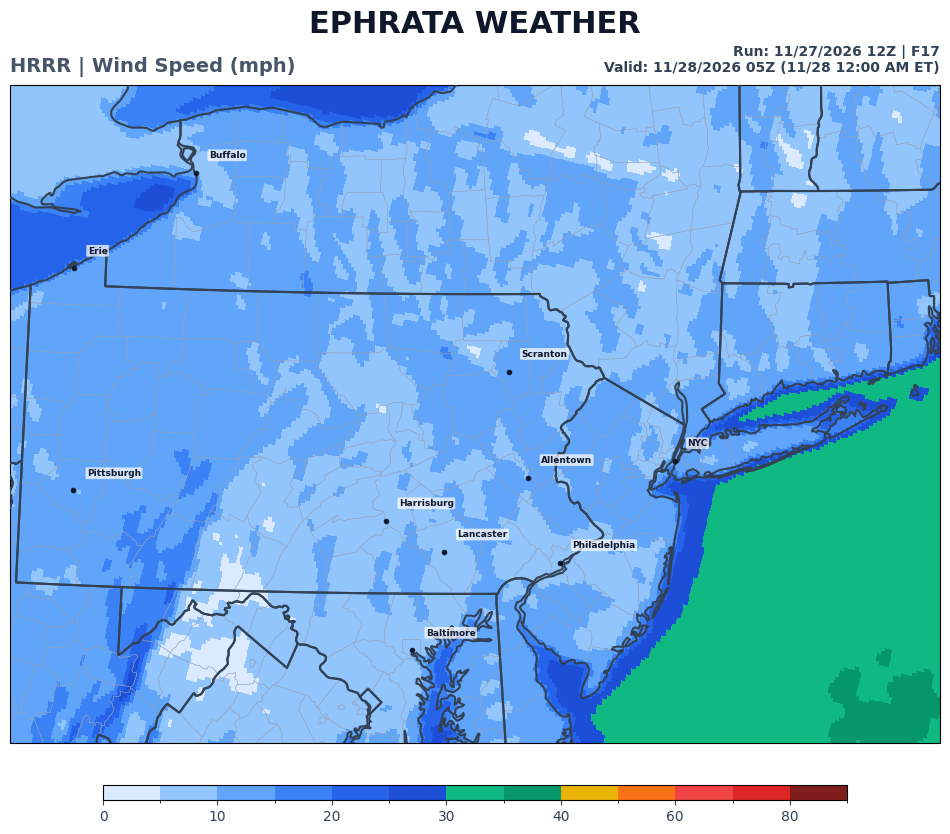 EPHRATA WEATHER
HRRR | Wind Speed (mph)
Run: 11/27/2026 12Z | F17
Valid: 11/28/2026 05Z (11/28 12:00 AM ET)
Buffalo
Erie
Scranton
NYC
Allentown
Pittsburgh
Harrisburg
Lancaster
Philadelphia
Baltimore
0 10 20 30 40 60 80